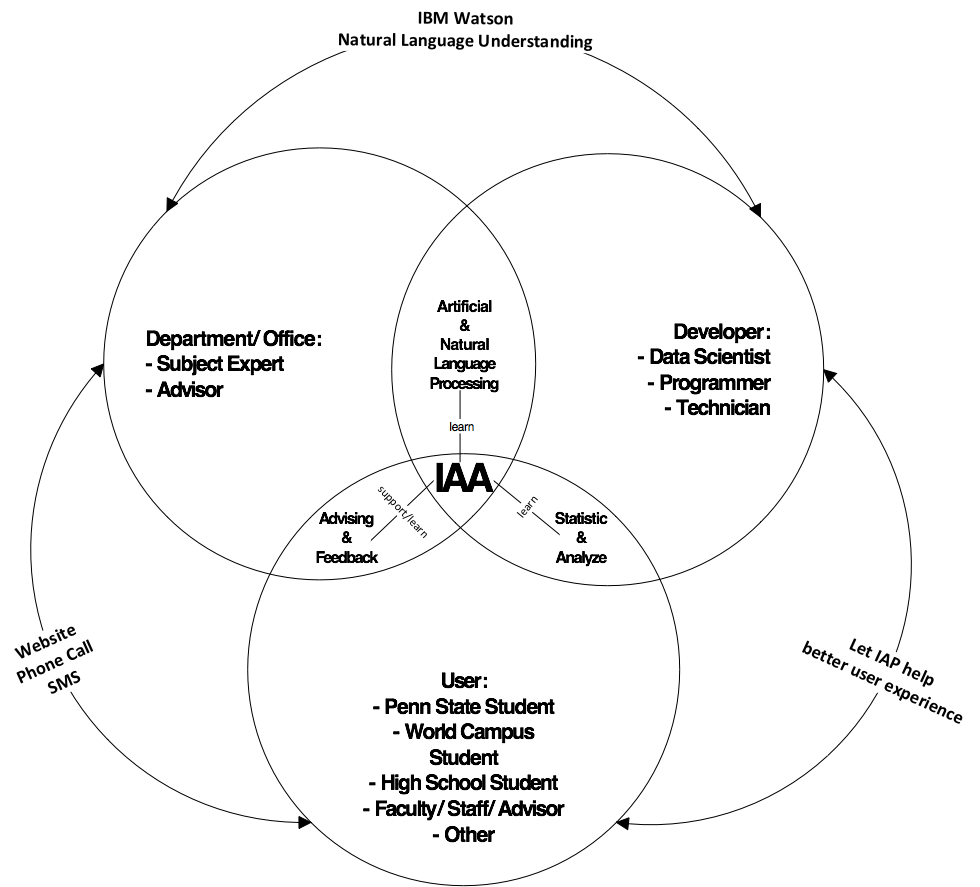 IBM Watson
Natural Language Understanding
Artificial
&
Natural
Language
Processing
Department/ Office:
- Subject Expert
- Advisor
Developer:
- Data Scientist
- Programmer
- Technician
learn
IAA
support/learn
learn
Advising
&
Feedback
Statistic
&
Analyze
Website
Phone Call
SMS
Let IAP help
better user experience
User:
- Penn State Student
- World Campus
Student
- High School Student
- Faculty/ Staff/ Advisor
- Other